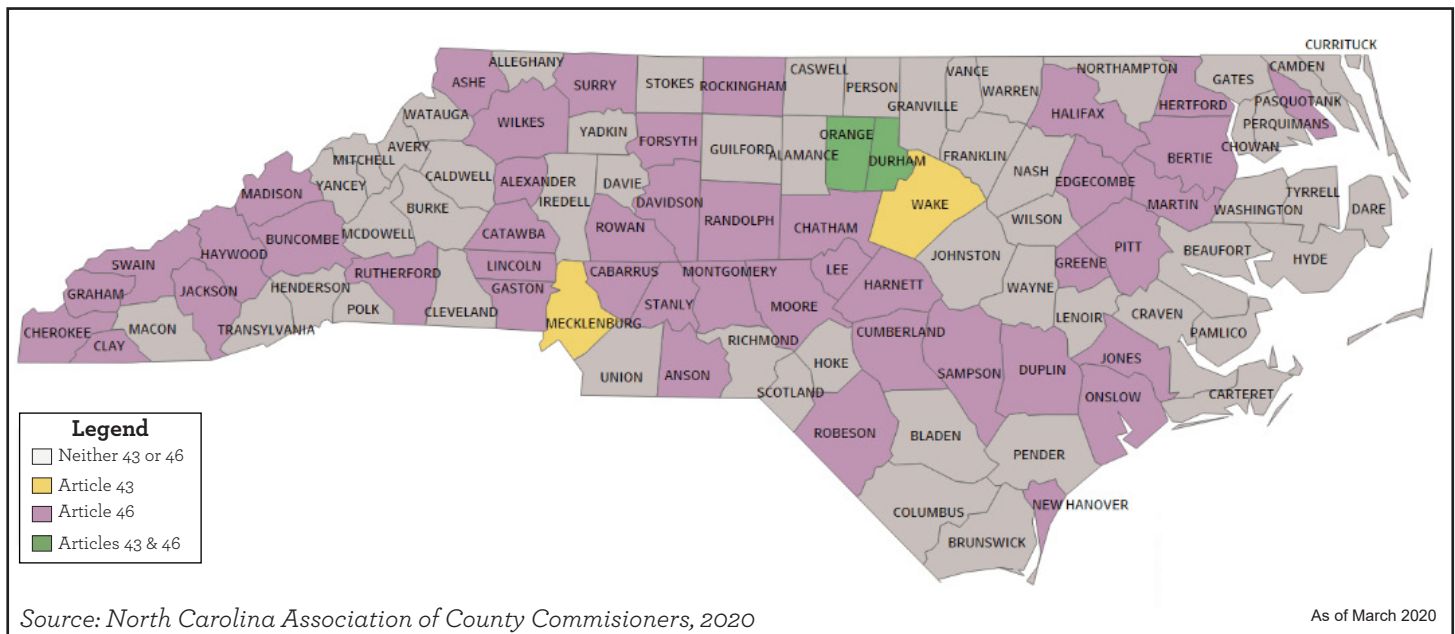 CURRITUCK
ALLEGHANY
ASHE
SURRY
STOKES
ROCKINGHAM
CASWELL
PERSON
GRANVILLE
VANCE
WARREN
NORTHAMPTON
GATES
CAMDEN
HERTFORD
PASQUOTANK
HALIFAX
PERQUIMANS
CHOWAN
WATAUGA
WILKES
YADKIN
FORSYTH
GUILFORD
ALAMANCE
ORANGE
DURHAM
FRANKLIN
NASH
BERTIE
AVERY
MITCHELL
YANCEY
CALDWELL
ALEXANDER
IREDELL
DAVIE
DAVIDSON
RANDOLPH
CHATHAM
WAKE
EDGECOMBE
MARTIN
WASHINGTON
TYRRELL
DARE
MADISON
BUNCOMBE
MCDOWELL
BURKE
CATAWBA
ROWAN
WILSON
PITT
BEAUFORT
HYDE
SWAIN
HAYWOOD
RUTHERFORD
LINCOLN
GASTON
CABARRUS
MONTGOMERY
LEE
HARNETT
JOHNSTON
GREENE
GRAHAM
JACKSON
HENDERSON
POLK
CLEVELAND
MECKLENBURG
STANLY
MOORE
WAYNE
LENOIR
CRAVEN
PAMLICO
CHEROKEE
CLAY
MACON
TRANSYLVANIA
UNION
ANSON
RICHMOND
SCOTLAND
HOKE
CUMBERLAND
SAMPSON
DUPLIN
JONES
ONSLOW
CARTERET
ROBESON
BLADEN
PENDER
COLUMBUS
BRUNSWICK
NEW HANOVER
Legend
Neither 43 or 46
Article 43
Article 46
Articles 43 & 46
Source: North Carolina Association of County Commisioners, 2020
As of March 2020